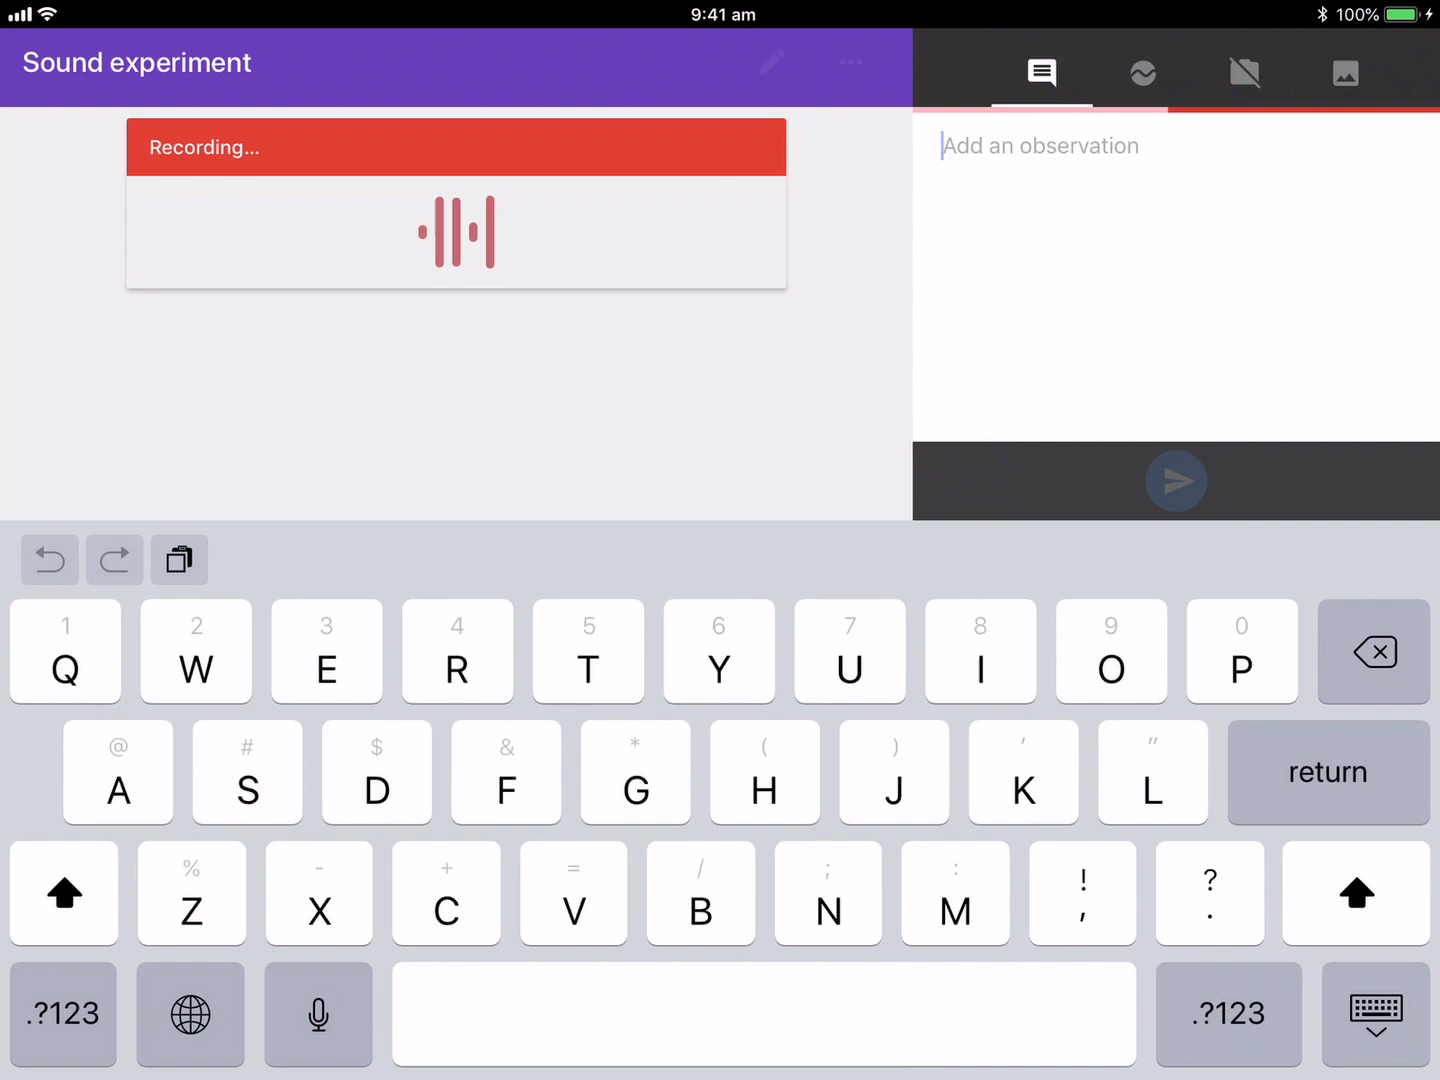 9:41 am
100%
Sound experiment
Recording...
Add an observation
1 2 3 4 5 6 7 8 9 0
Q W E R T Y U I O P
@ # $ & * ( ) ' "
A S D F G H J K L
return
% - + = / ; : ! ?
Z X C V B N M , .
.?123
.?123